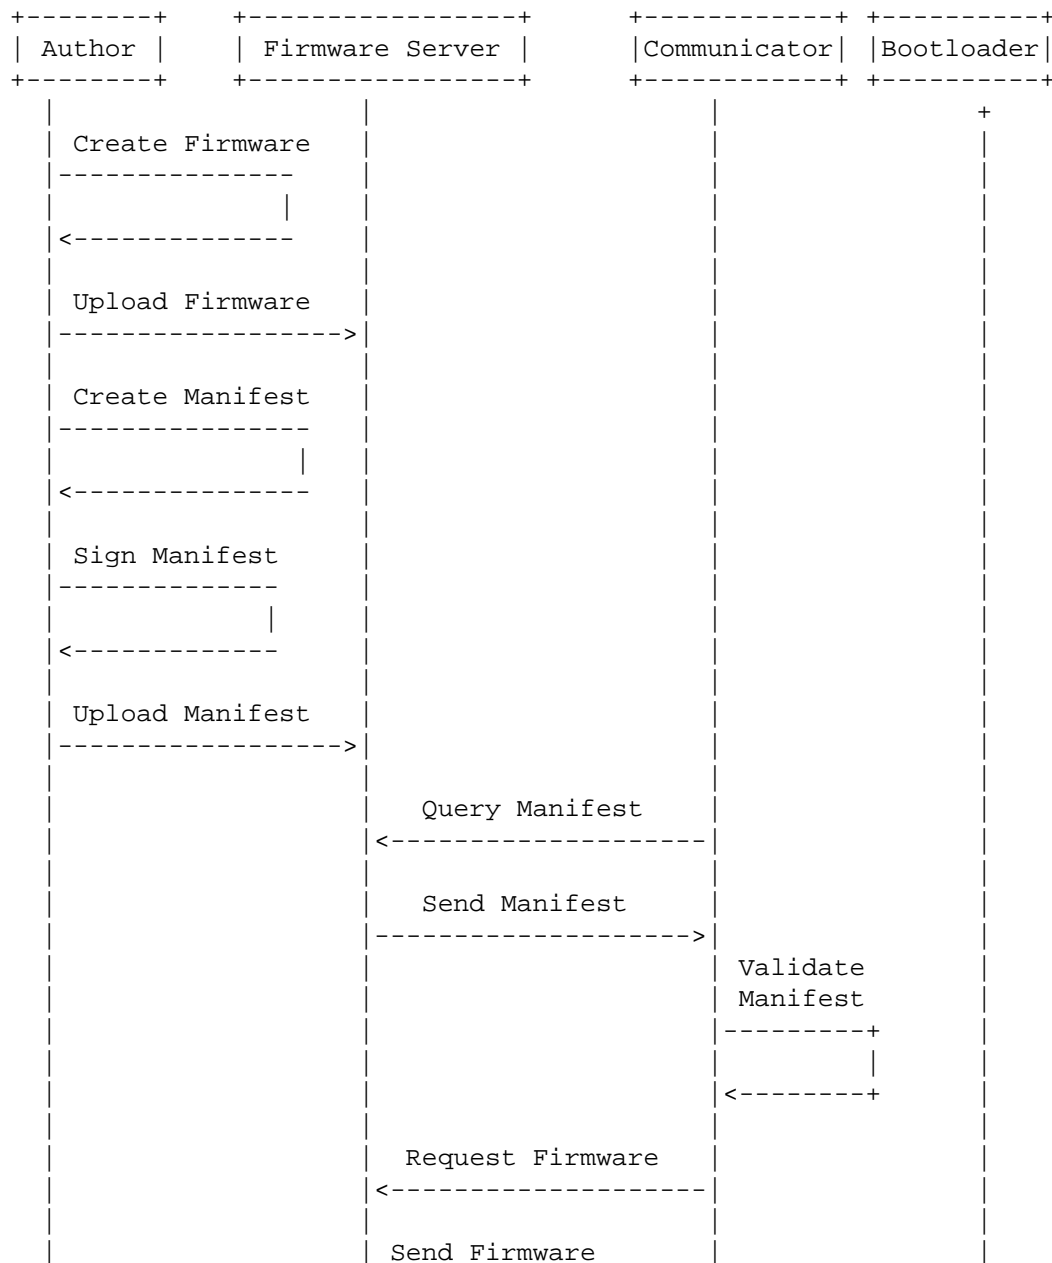 Author Firmware Server Communicator Bootloader
Create Firmware
Upload Firmware
Create Manifest
Sign Manifest
Upload Manifest
Query Manifest
Send Manifest
Validate
Manifest
Request Firmware
Send Firmware